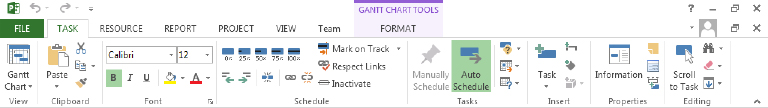 GANTT CHART TOOLS
FILE TASK RESOURCE REPORT PROJECT VIEW Team FORMAT
Gantt Chart
Paste
Calibri 12
B I U A
0% 25% 50% 75% 100%
Mark on Track
Respect Links
Inactivate
Manually Schedule
Auto Schedule
Task
Information
Scroll to Task
View Clipboard Font Schedule Tasks Insert Properties Editing